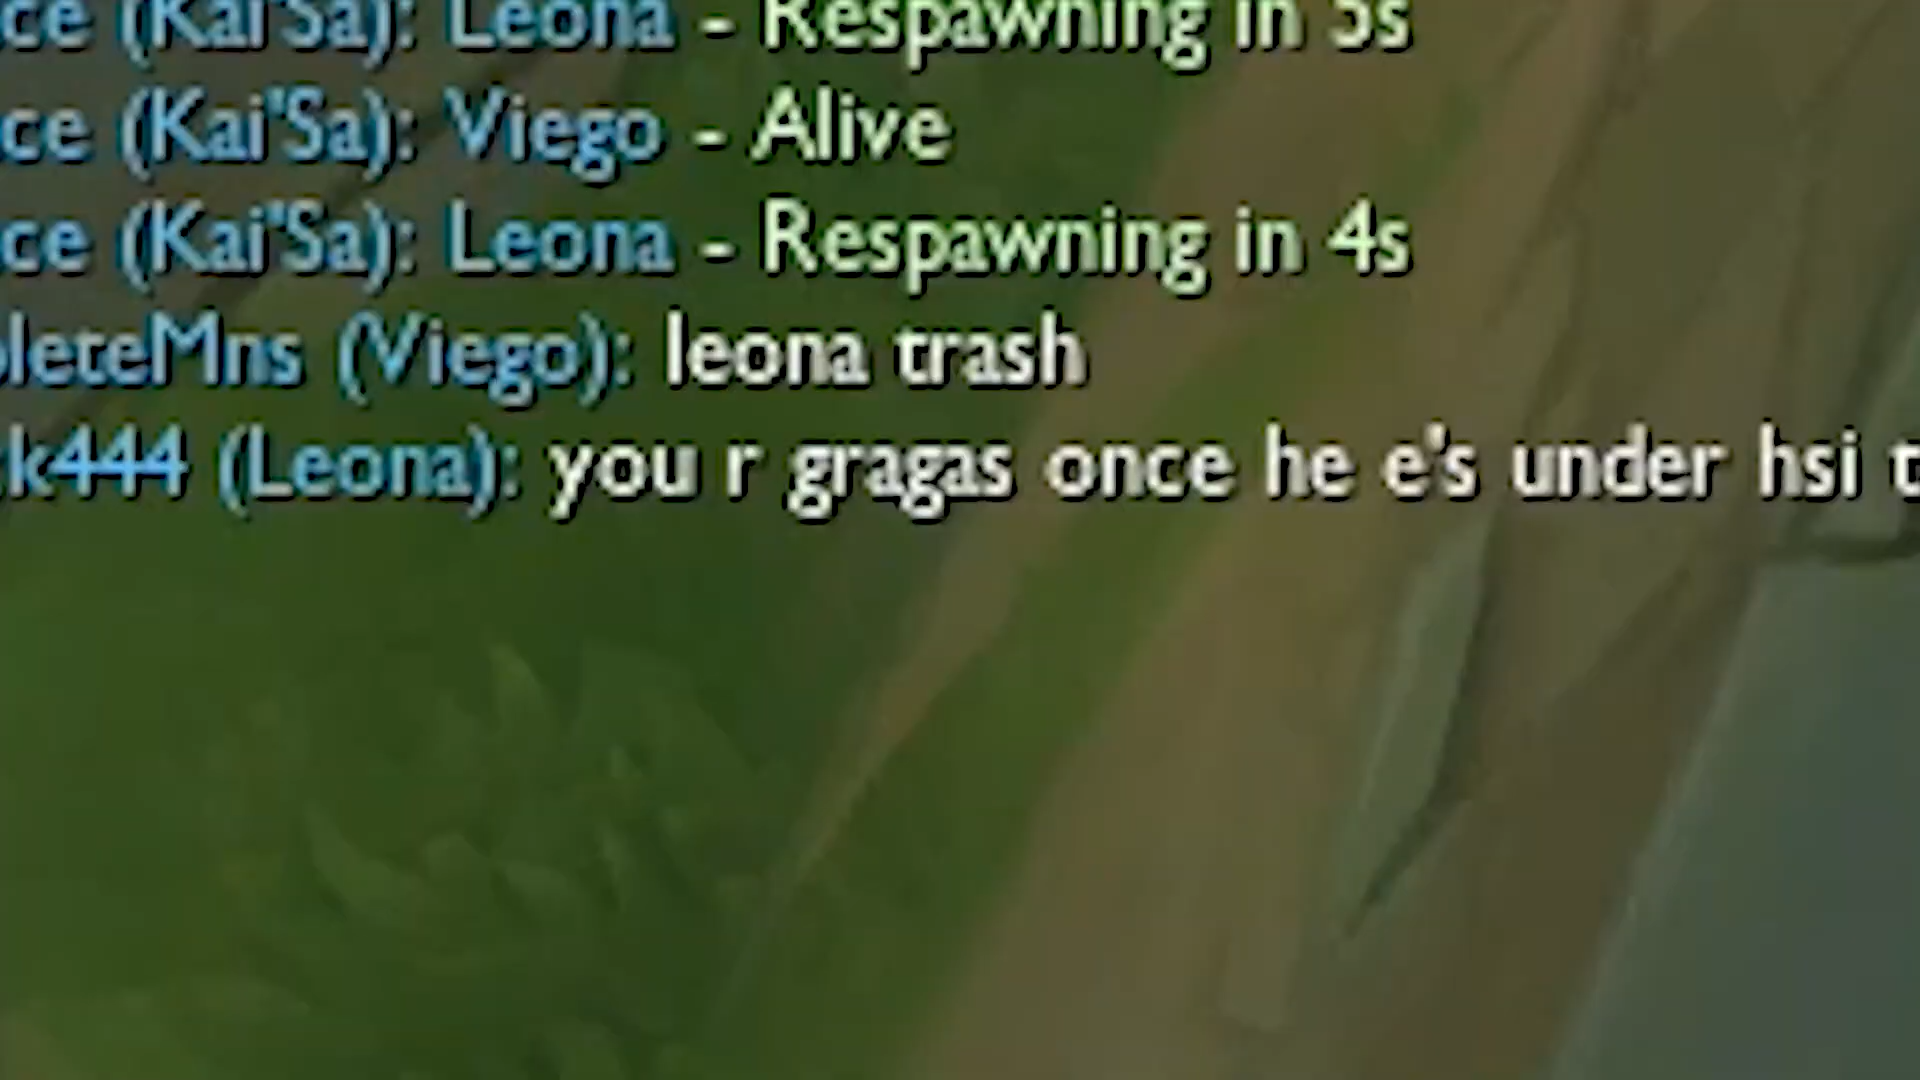 ce (Kai'Sa): Leona - Respawning in 5s
ce (Kai'Sa): Viego - Alive
ce (Kai'Sa): Leona - Respawning in 4s
leteMns (Viego): leona trash
k444 (Leona): you r gragas once he e's under hsi t